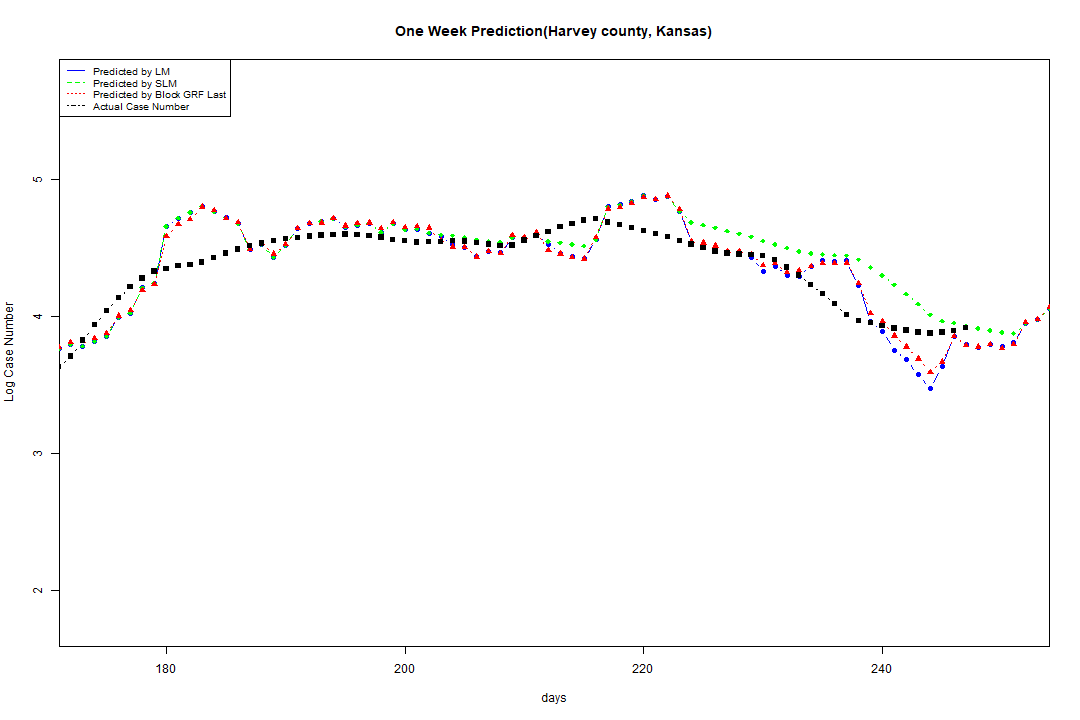 One Week Prediction(Harvey county, Kansas)
Predicted by LM
Predicted by SLM
Predicted by Block GRF Last
Actual Case Number
5
4
3
2
Log Case Number
180 200 220 240
days